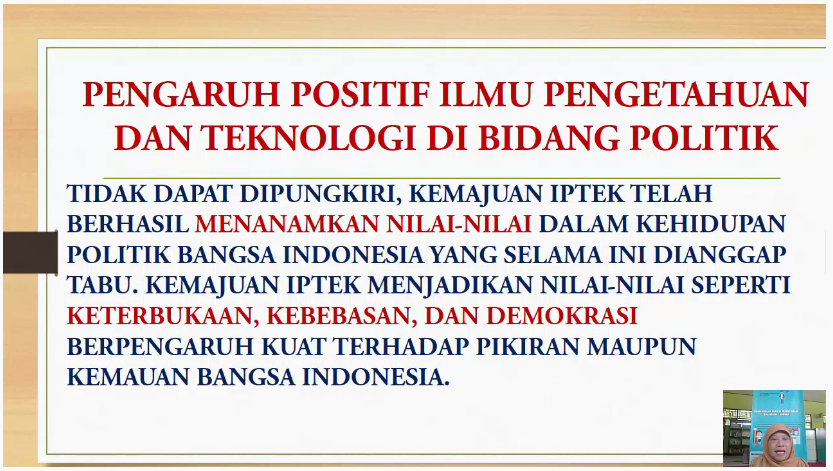 PENGARUH POSITIF ILMU PENGETAHUAN
DAN TEKNOLOGI DI BIDANG POLITIK
TIDAK DAPAT DIPUNGKIRI, KEMAJUAN IPTEK TELAH
BERHASIL MENANAMKAN NILAI-NILAI DALAM KEHIDUPAN
POLITIK BANGSA INDONESIA YANG SELAMA INI DIANGGAP
TABU. KEMAJUAN IPTEK MENJADIKAN NILAI-NILAI SEPERTI
KETERBUKAAN, KEBEBASAN, DAN DEMOKRASI
BERPENGARUH KUAT TERHADAP PIKIRAN MAUPUN
KEMAUAN BANGSA INDONESIA.